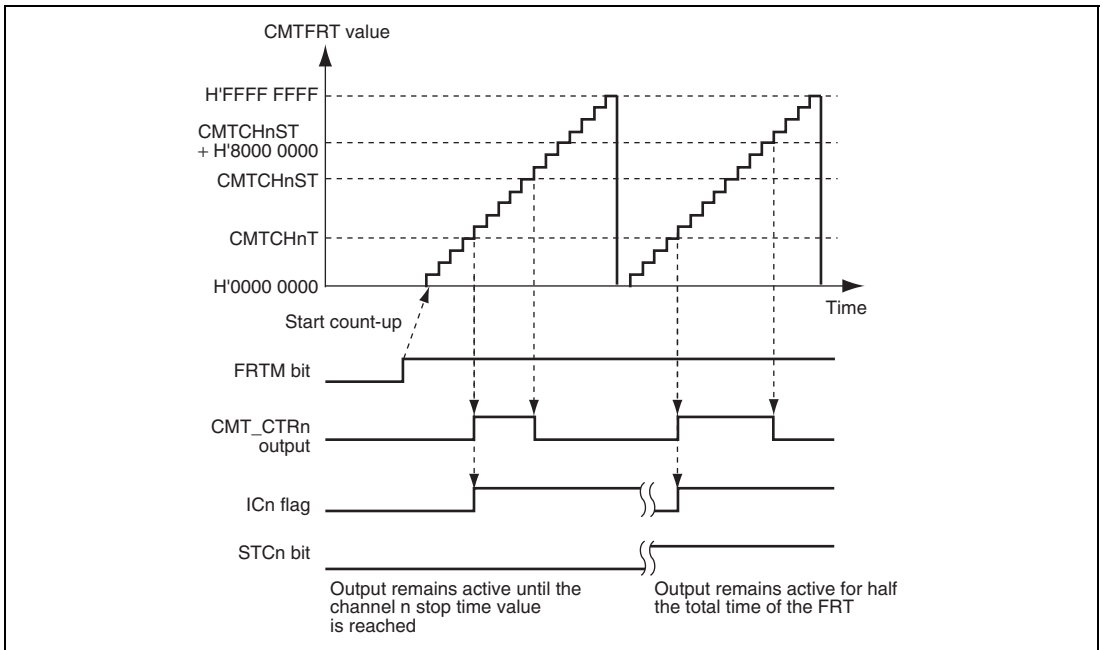 CMTFRT value
H'FFFF FFFF
CMTCHnST
+ H'8000 0000
CMTCHnST
CMTCHnT
H'0000 0000
Time
Start count-up
FRTM bit
CMT_CTRn
output
ICn flag
STCn bit
Output remains active until the
channel n stop time value
is reached
Output remains active for half
the total time of the FRT